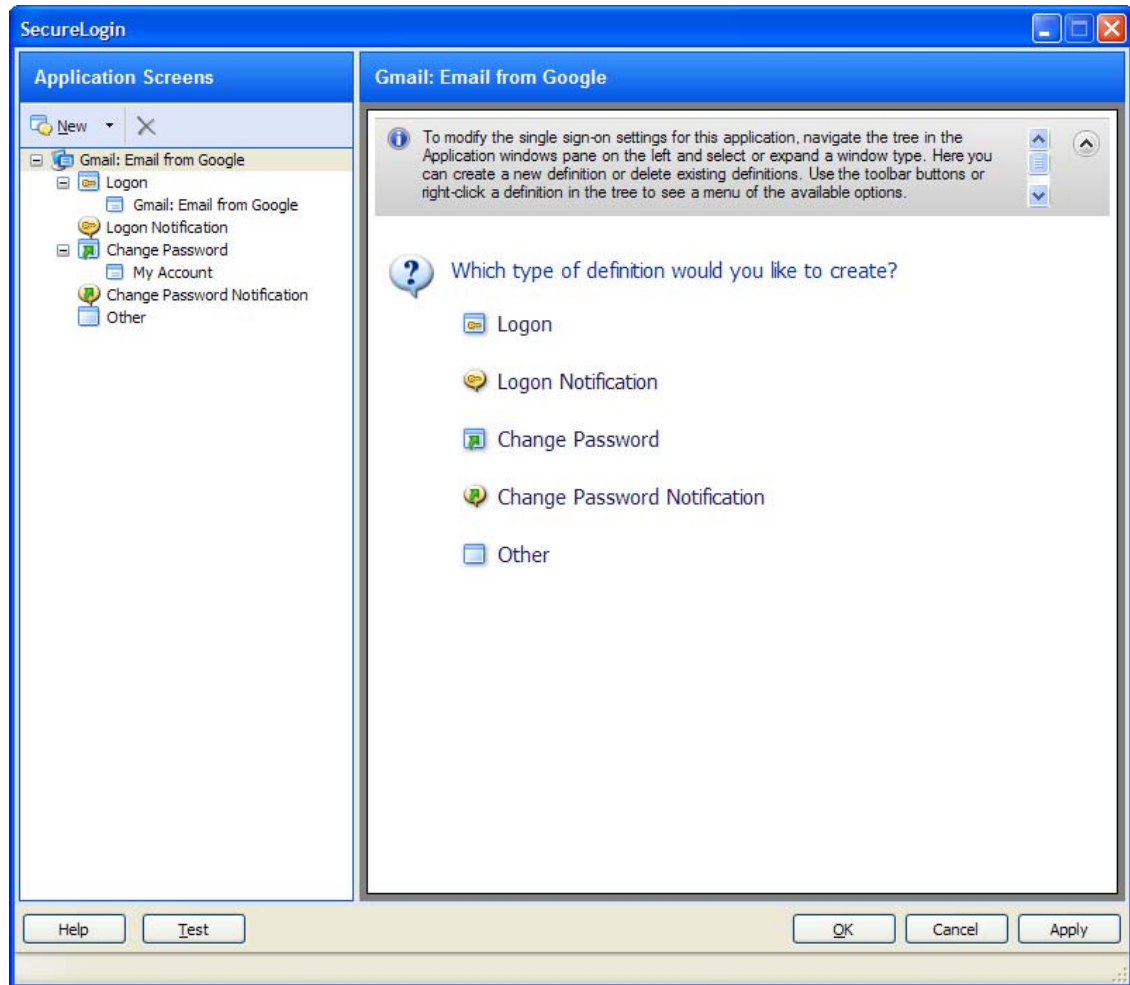 SecureLogin
Application Screens
New
Gmail: Email from Google
Logon
Gmail: Email from Google
Logon Notification
Change Password
My Account
Change Password Notification
Other
Gmail: Email from Google
To modify the single sign-on settings for this application, navigate the tree in the
Application windows pane on the left and select or expand a window type. Here you
can create a new definition or delete existing definitions. Use the toolbar buttons or
right-click a definition in the tree to see a menu of the available options.
Which type of definition would you like to create?
Logon
Logon Notification
Change Password
Change Password Notification
Other
Help
Test
OK
Cancel
Apply